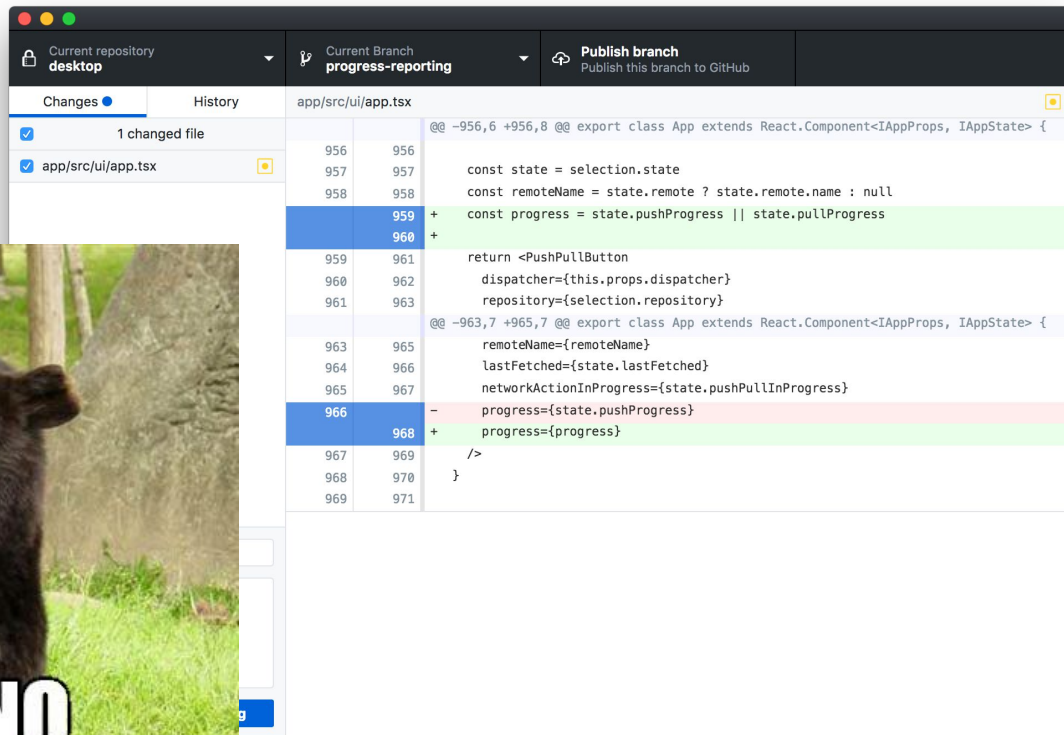 Current repository
desktop
Current Branch
progress-reporting
Publish branch
Publish this branch to GitHub
Changes
History
1 changed file
app/src/ui/app.tsx
app/src/ui/app.tsx
@@ -956,6 +956,8 @@ export class App extends React.Component<IAppProps, IAppState> {
956 956
957 957 const state = selection.state
958 958 const remoteName = state.remote ? state.remote.name : null
959 + const progress = state.pushProgress || state.pullProgress
960 +
959 961 return <PushPullButton
960 962 dispatcher={this.props.dispatcher}
961 963 repository={selection.repository}
@@ -963,7 +965,7 @@ export class App extends React.Component<IAppProps, IAppState> {
963 965 remoteName={remoteName}
964 966 lastFetched={state.lastFetched}
965 967 networkActionInProgress={state.pushPullInProgress}
966 - progress={state.pushProgress}
968 + progress={progress}
967 969 />
968 970 }
969 971